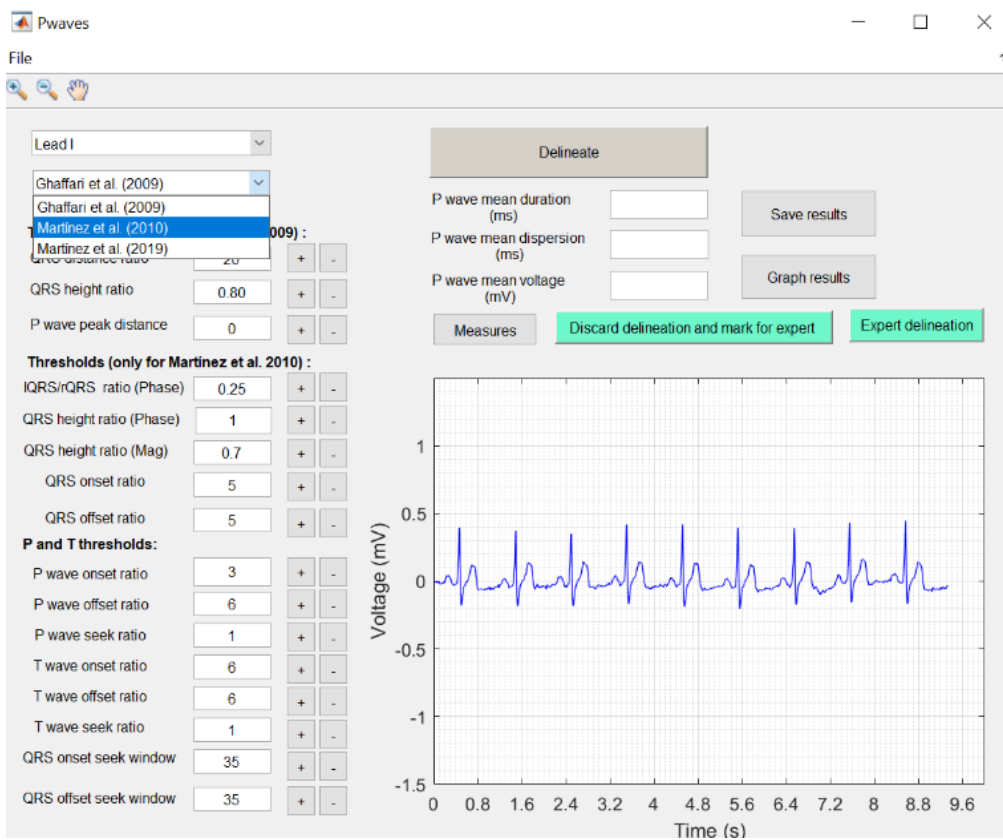 Pwaves
File
Lead I
Ghaffari et al. (2009)
Ghaffari et al. (2009)
Martínez et al. (2010)
Martínez et al. (2019)
009) :
QRS distance ratio
20
+ -
QRS height ratio
0.80
+ -
P wave peak distance
0
+ -
Thresholds (only for Martínez et al. 2010) :
lQRS/rQRS ratio (Phase)
0.25
+ -
QRS height ratio (Phase)
1
+ -
QRS height ratio (Mag)
0.7
+ -
QRS onset ratio
5
+ -
QRS offset ratio
5
+ -
P and T thresholds:
P wave onset ratio
3
+ -
P wave offset ratio
6
+ -
P wave seek ratio
1
+ -
T wave onset ratio
6
+ -
T wave offset ratio
6
+ -
T wave seek ratio
1
+ -
QRS onset seek window
35
+ -
QRS offset seek window
35
+ -
Delineate
P wave mean duration
(ms)
P wave mean dispersion
(ms)
P wave mean voltage
(mV)
Save results
Graph results
Measures
Discard delineation and mark for expert
Expert delineation
Voltage (mV)
1
0.5
0
-0.5
-1
-1.5
0 0.8 1.6 2.4 3.2 4 4.8 5.6 6.4 7.2 8 8.8 9.6
Time (s)